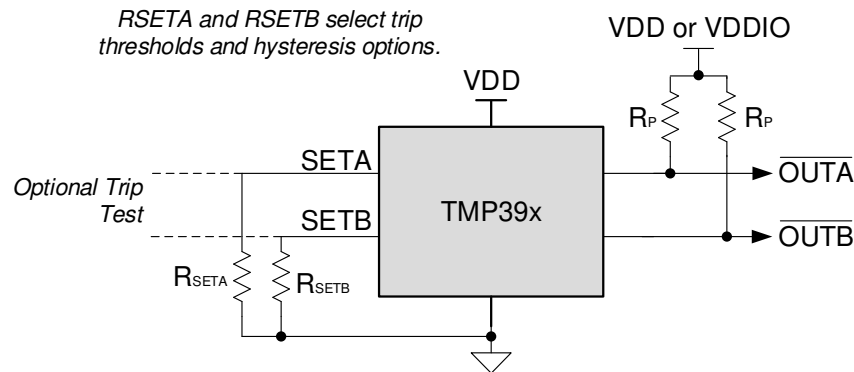 RSETA and RSETB select trip
thresholds and hysteresis options.
VDD or VDDIO
VDD
RP
RP
SETA
OUTA
Optional Trip
Test
TMP39x
SETB
OUTB
RSETA
RSETB